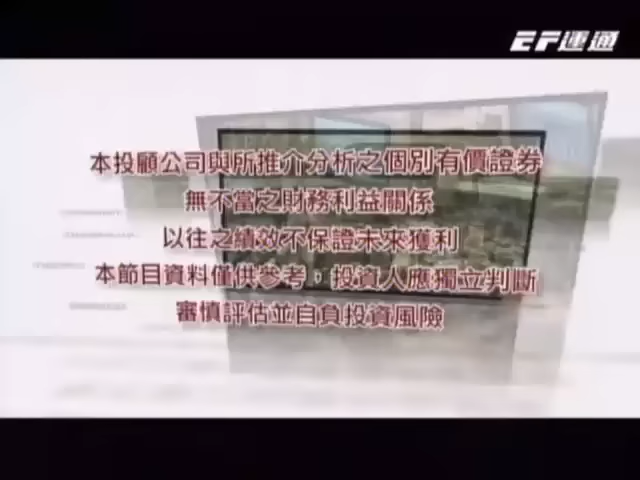 EF運通
本投顧公司與所推介分析之個別有價證券
無不當之財務利益關係
以往之績效不保證未來獲利
本節目資料僅供參考，投資人應獨立判斷
審慎評估並自負投資風險